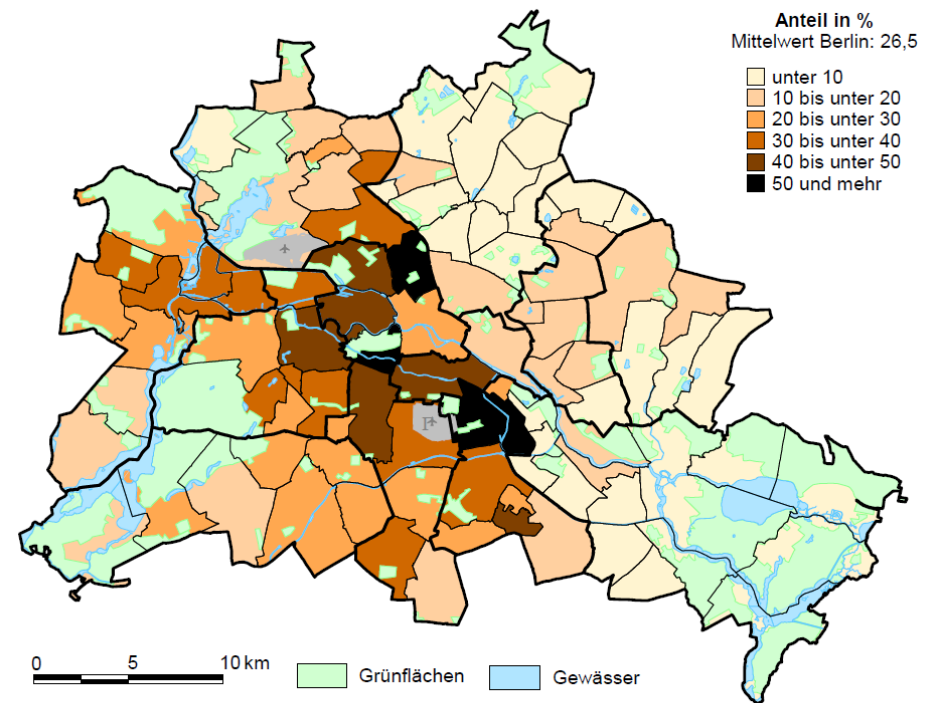 Anteil in %
Mittelwert Berlin: 26,5
unter 10
10 bis unter 20
20 bis unter 30
30 bis unter 40
40 bis unter 50
50 und mehr
0 5 10 km
Grünflächen
Gewässer